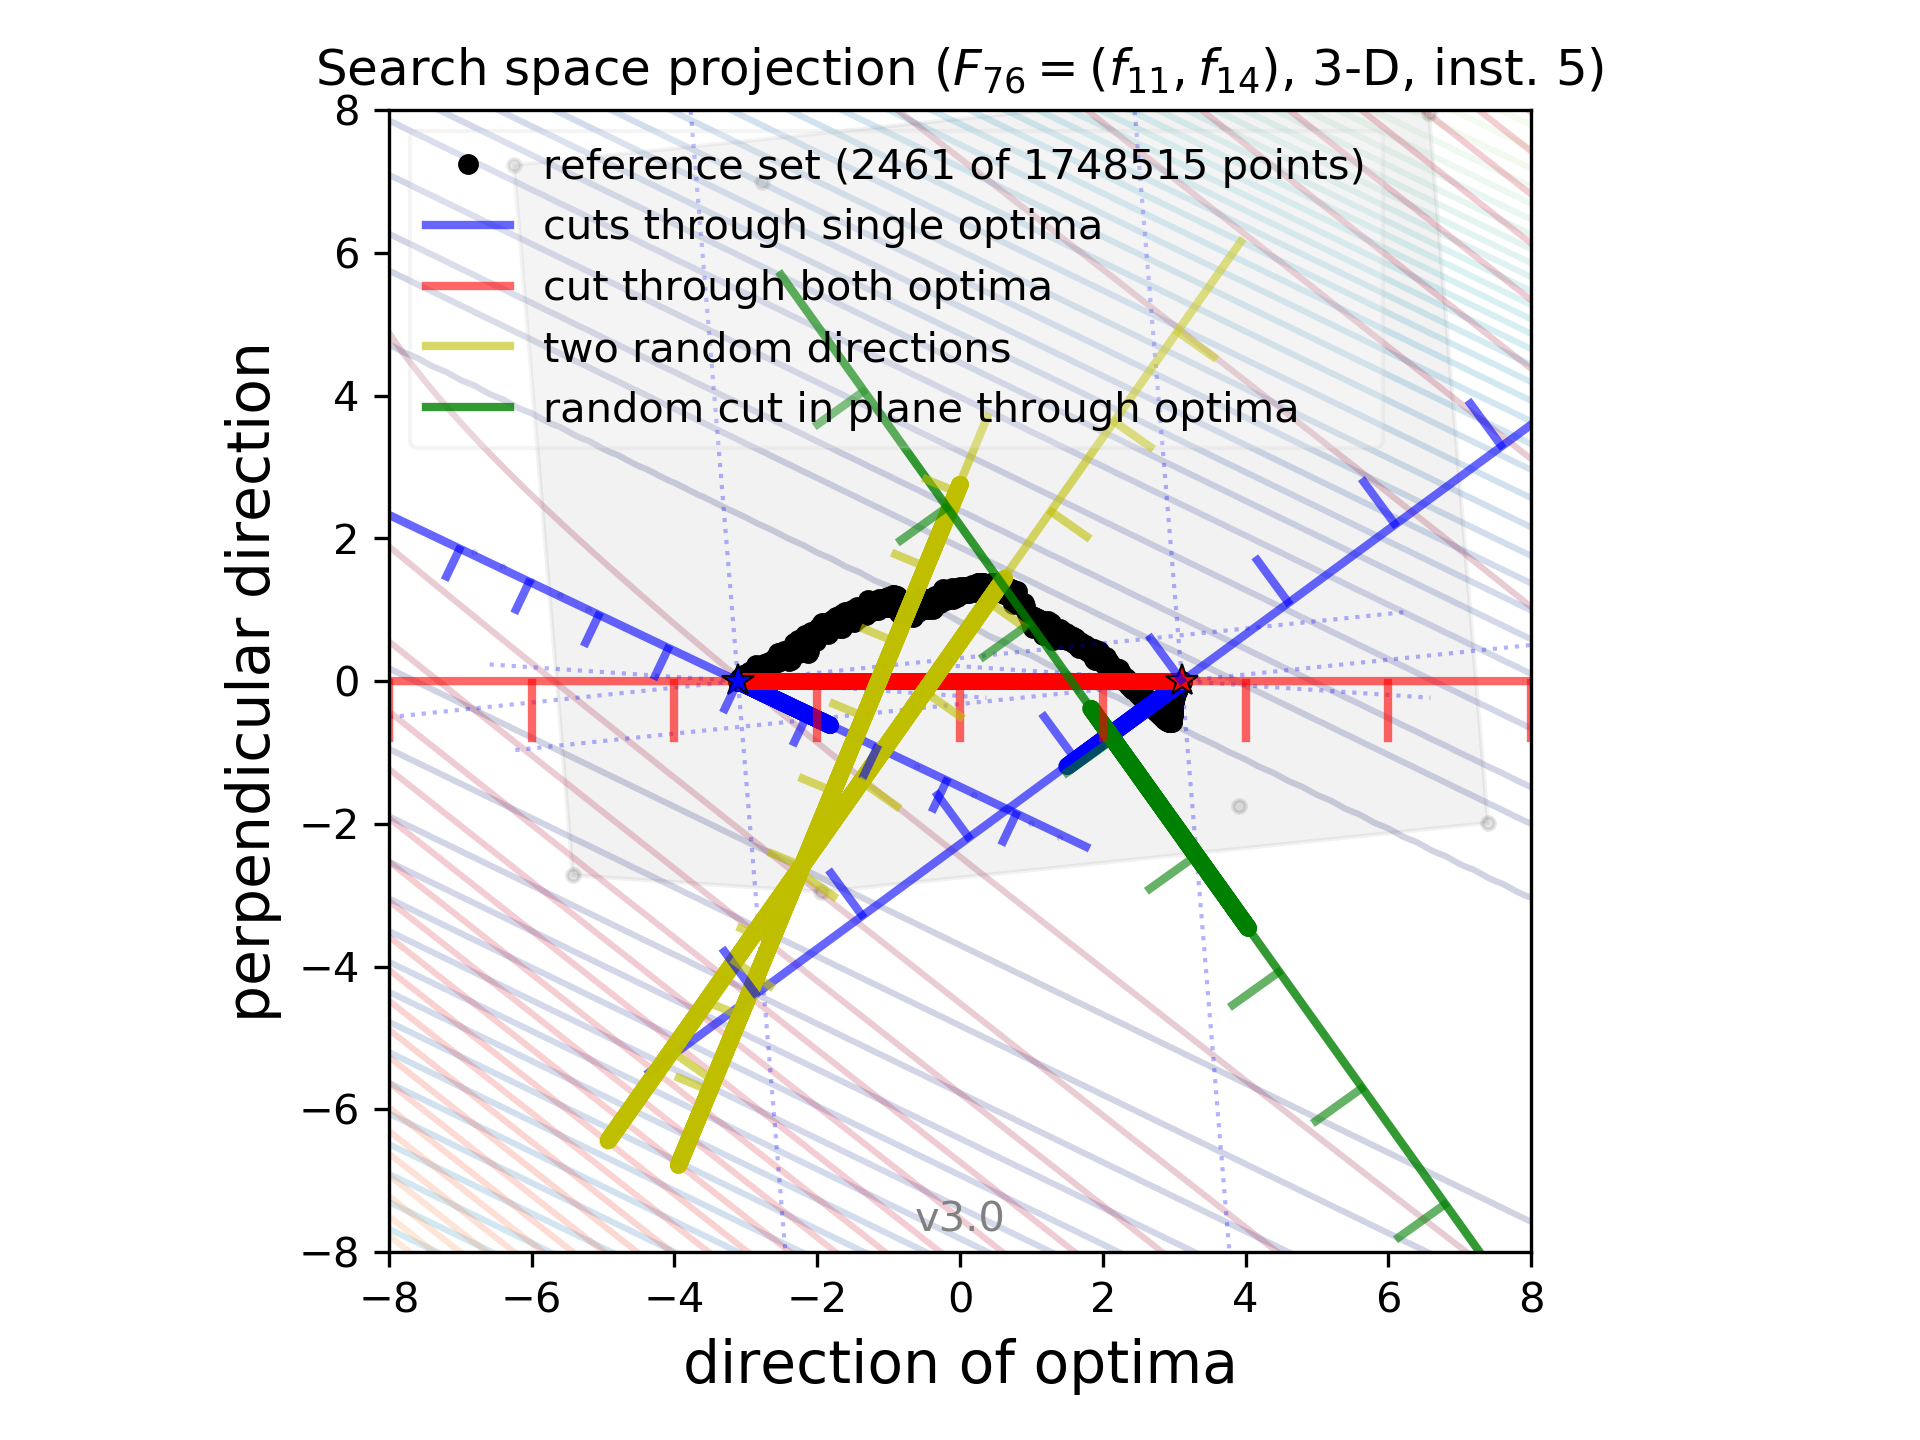 Search space projection (F76 = (f11, f14), 3-D, inst. 5)
8
6
4
2
0
−2
−4
−6
−8
perpendicular direction
reference set (2461 of 1748515 points)
cuts through single optima
cut through both optima
two random directions
random cut in plane through optima
v3.0
−8 −6 −4 −2 0 2 4 6 8
direction of optima